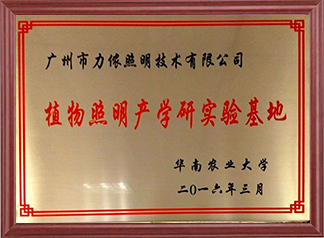 广州市力侬照明技术有限公司
植物照明产学研实验基地
华南农业大学
二〇一六年三月